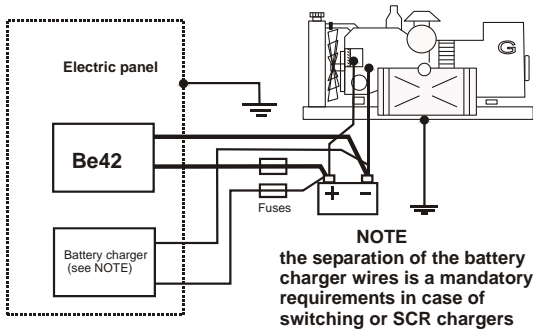 Electric panel
G
Be42
Fuses
+ −
Battery charger
(see NOTE)
NOTE
the separation of the battery
charger wires is a mandatory
requirements in case of
switching or SCR chargers